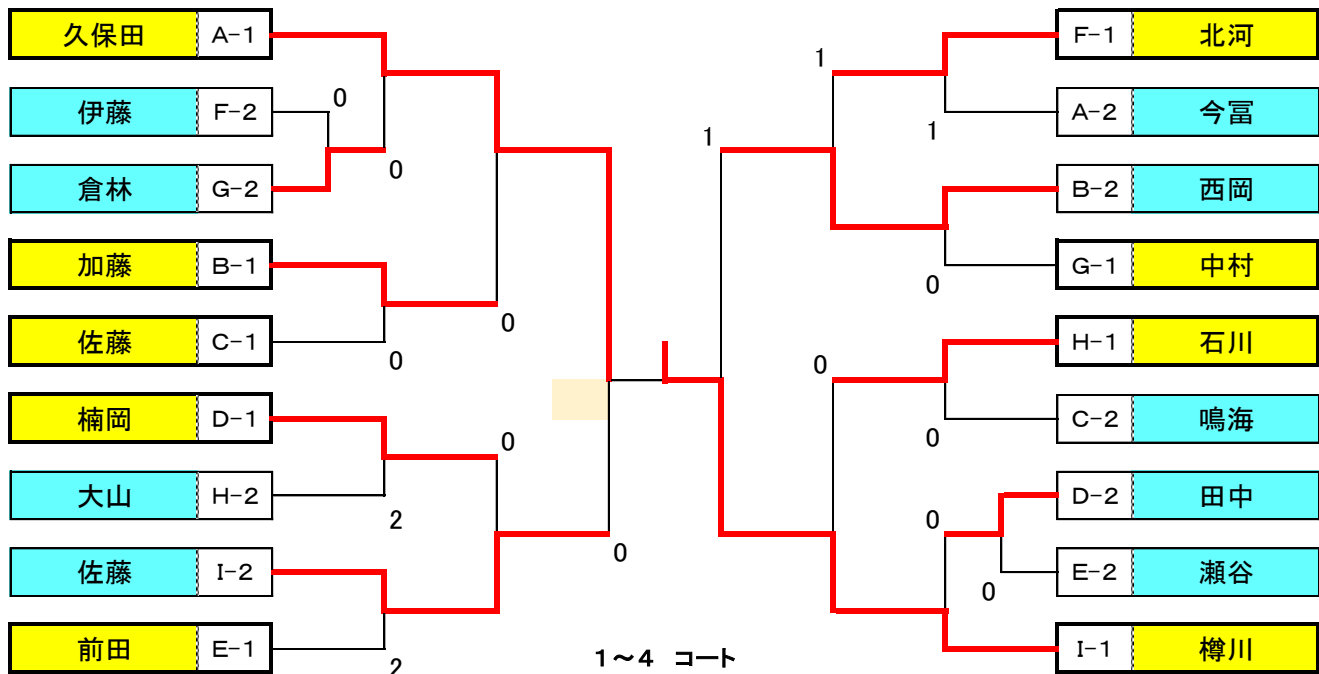 久保田 A-1
F-1 北河
1
伊藤 F-2
0
A-2 今冨
1
1
0
倉林 G-2
B-2 西岡
加藤 B-1
G-1 中村
0
0
佐藤 C-1
H-1 石川
0
0
楠岡 D-1
C-2 鳴海
0
0
大山 H-2
D-2 田中
2
0
0
佐藤 I-2
E-2 瀬谷
0
前田 E-1
I-1 樽川
2
1~4 コート